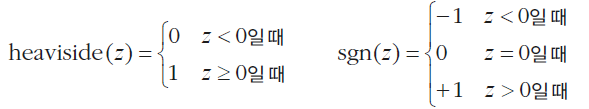 heaviside(z) = { 0 z < 0일 때
1 z ≥ 0일 때
sgn(z) = { −1 z < 0일 때
0 z = 0일 때
+1 z > 0일 때